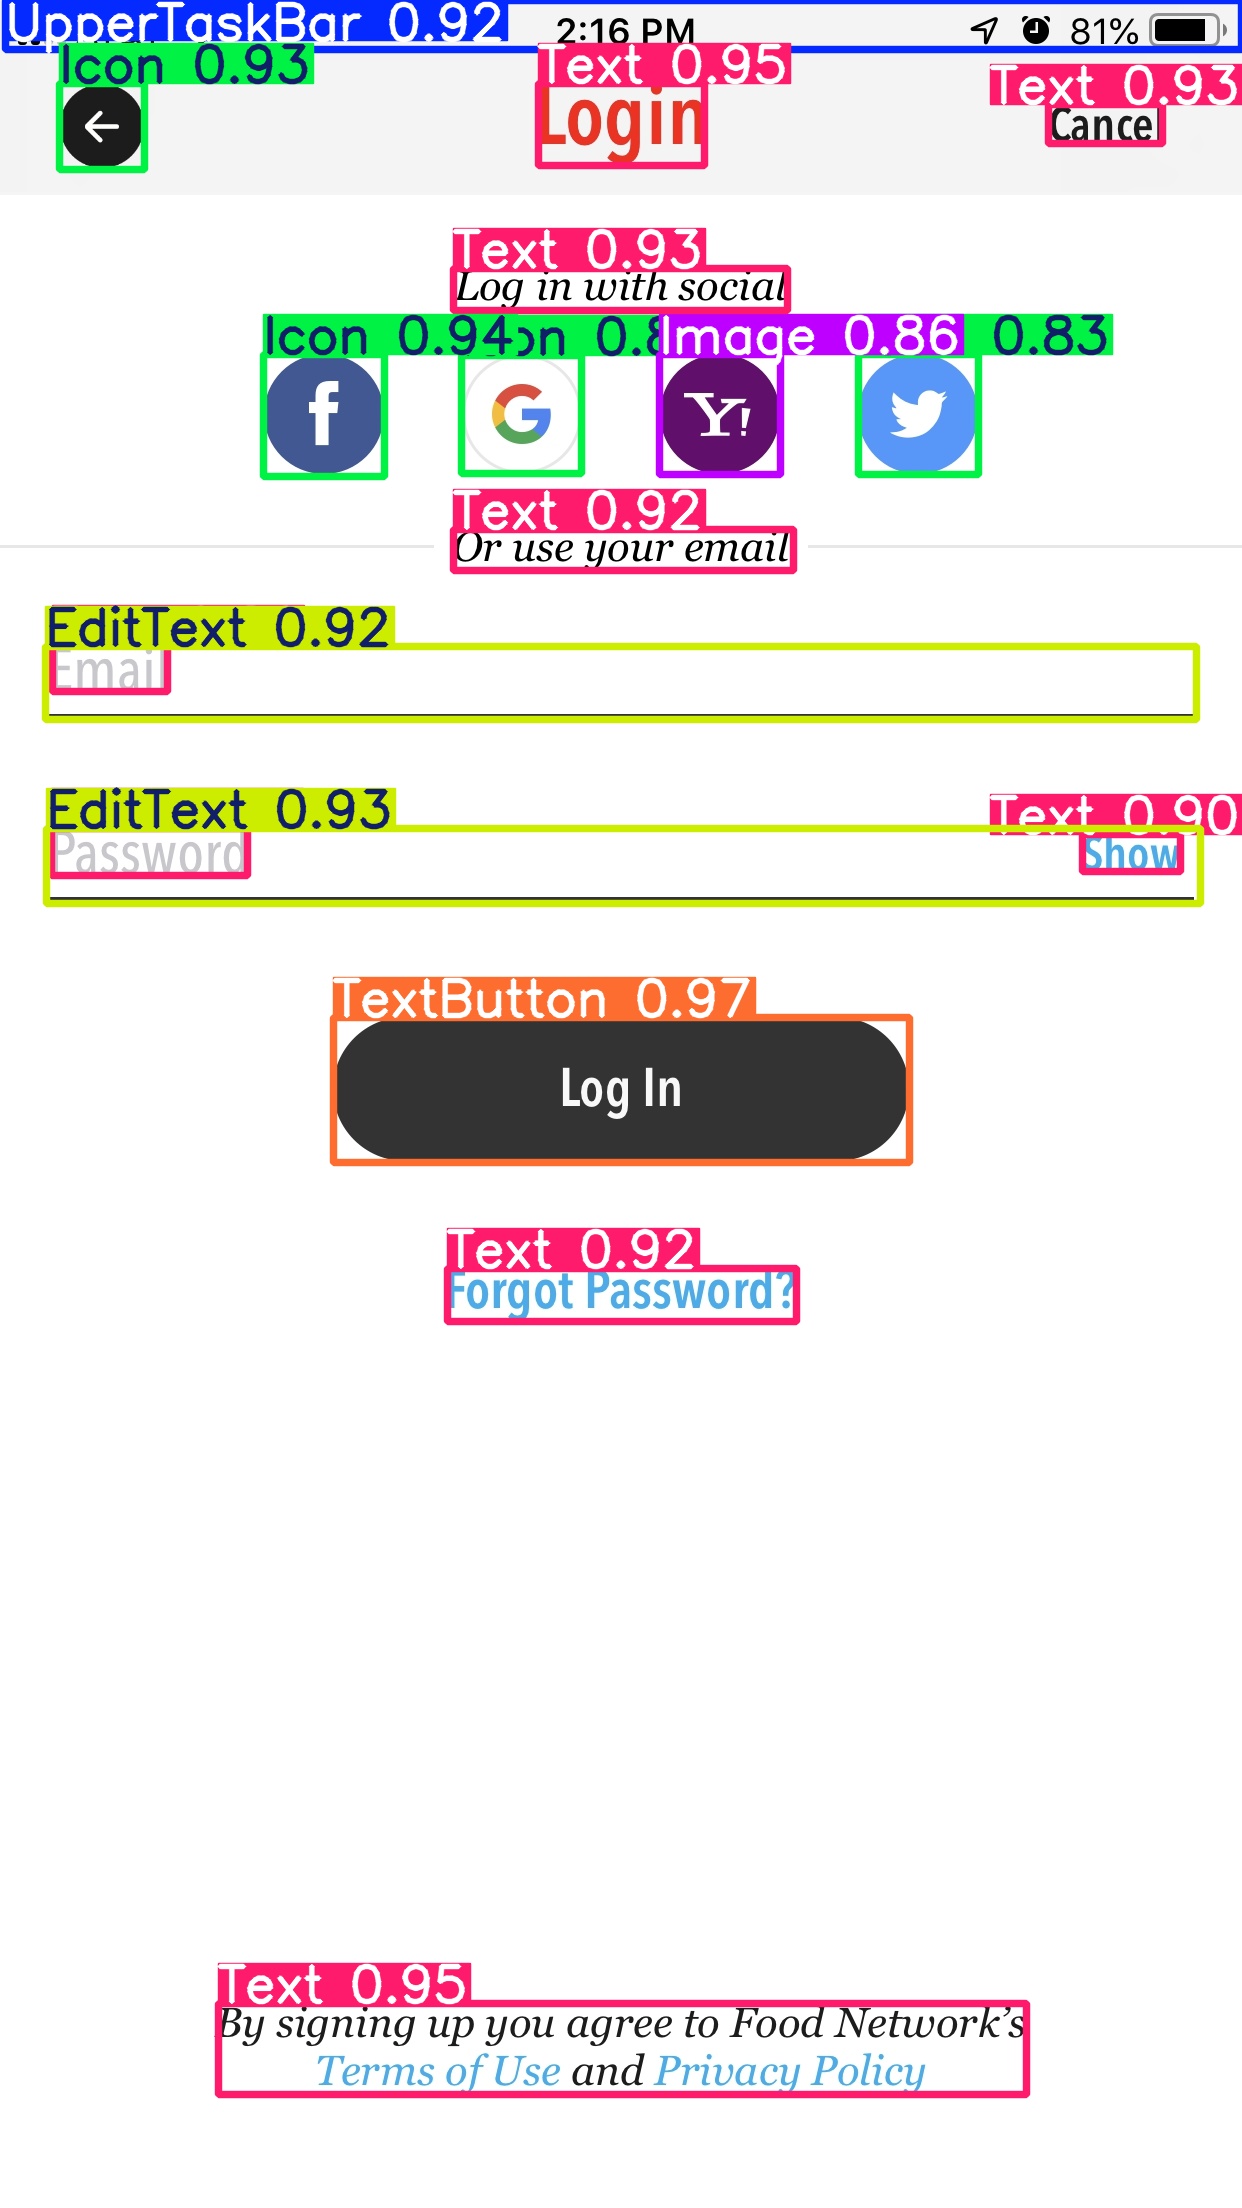 UpperTaskBar 0.92
2:16 PM
81%
Icon 0.93
Text 0.95
Text 0.93
Login
Cancel
Text 0.93
Log in with social
Icon 0.94
Image 0.86
0.83
f
G
Y!
Text 0.92
Or use your email
EditText 0.92
Email
EditText 0.93
Text 0.90
Password
Show
TextButton 0.97
Log In
Text 0.92
Forgot Password?
Text 0.95
By signing up you agree to Food Network’s
Terms of Use and Privacy Policy